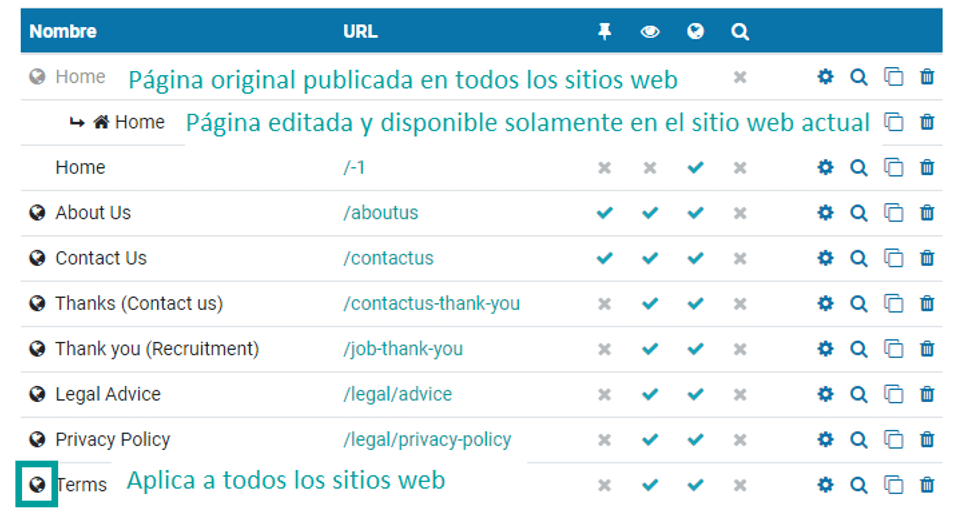 Nombre URL
Home Página original publicada en todos los sitios web
Home Página editada y disponible solamente en el sitio web actual
Home /-1
About Us /aboutus
Contact Us /contactus
Thanks (Contact us) /contactus-thank-you
Thank you (Recruitment) /job-thank-you
Legal Advice /legal/advice
Privacy Policy /legal/privacy-policy
Terms Aplica a todos los sitios web